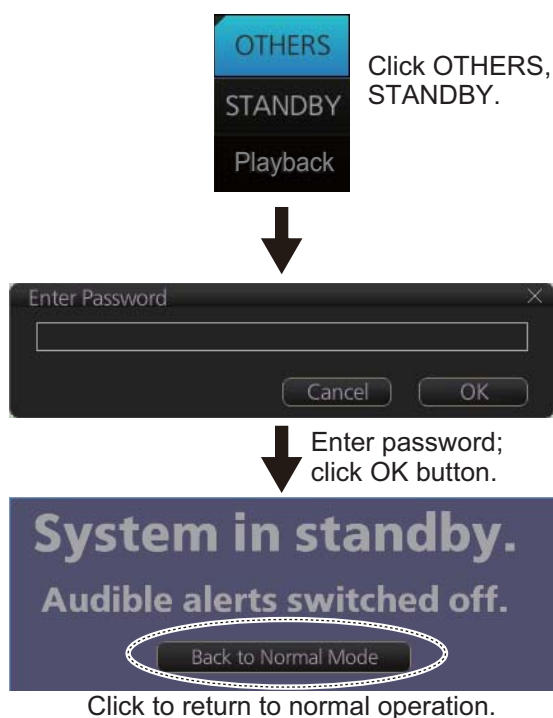 OTHERS
Click OTHERS,
STANDBY
STANDBY.
Playback
Enter Password
Cancel
OK
Enter password;
click OK button.
System in standby.
Audible alerts switched off.
Back to Normal Mode
Click to return to normal operation.